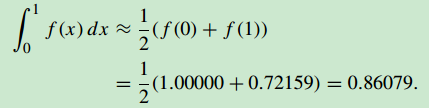 ∫₀¹ f(x) dx ≈ 1/2 (f(0) + f(1))
= 1/2 (1.00000 + 0.72159) = 0.86079.